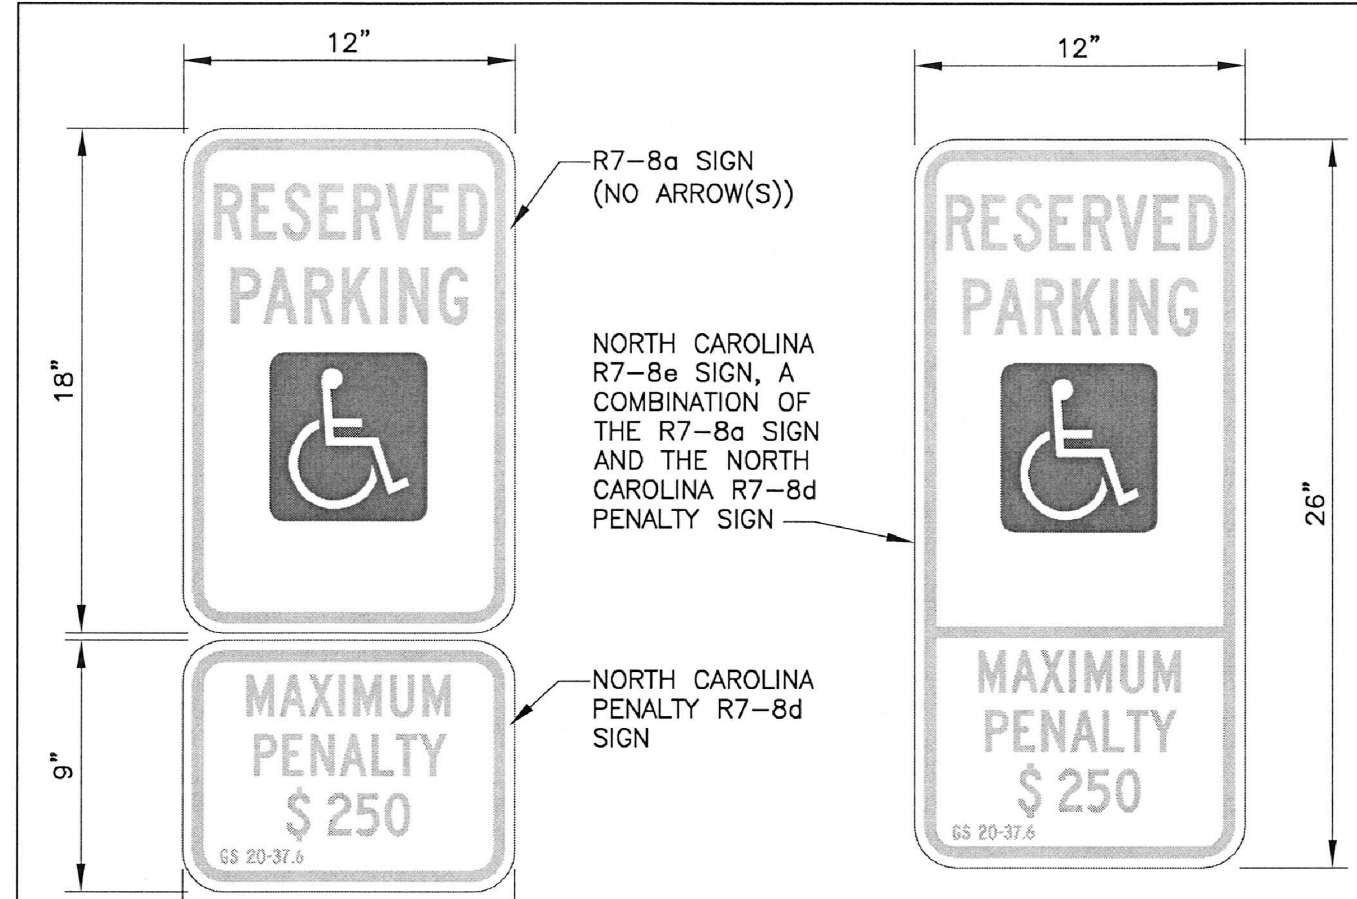 12”
12”
RESERVED
PARKING
18”
R7-8a SIGN
(NO ARROW(S))
NORTH CAROLINA
R7-8e SIGN, A
COMBINATION OF
THE R7-8a SIGN
AND THE NORTH
CAROLINA R7-8d
PENALTY SIGN
RESERVED
PARKING
26”
MAXIMUM
PENALTY
$ 250
GS 20-37.6
9”
NORTH CAROLINA
PENALTY R7-8d
SIGN
MAXIMUM
PENALTY
$ 250
GS 20-37.6